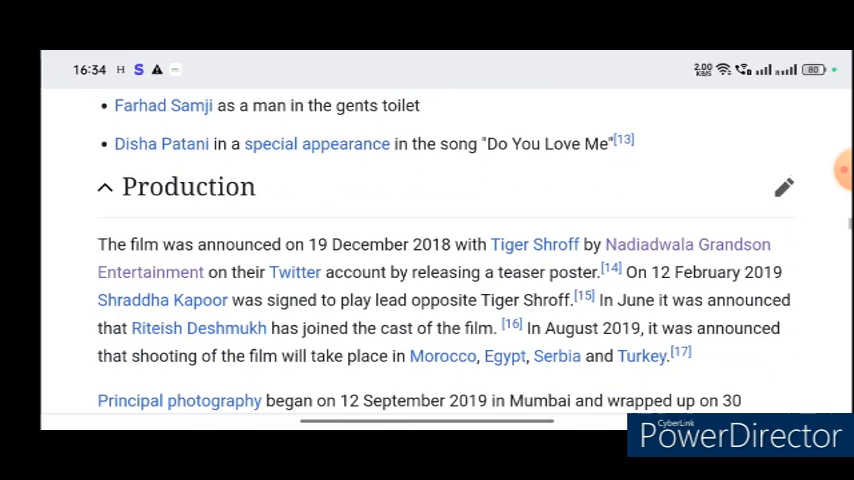 16:34 H S 2.00 KB/S 80
• Farhad Samji as a man in the gents toilet
• Disha Patani in a special appearance in the song "Do You Love Me"[13]
Production
The film was announced on 19 December 2018 with Tiger Shroff by Nadiadwala Grandson
Entertainment on their Twitter account by releasing a teaser poster.[14] On 12 February 2019
Shraddha Kapoor was signed to play lead opposite Tiger Shroff.[15] In June it was announced
that Riteish Deshmukh has joined the cast of the film. [16] In August 2019, it was announced
that shooting of the film will take place in Morocco, Egypt, Serbia and Turkey.[17]
Principal photography began on 12 September 2019 in Mumbai and wrapped up on 30
CyberLink
PowerDirector